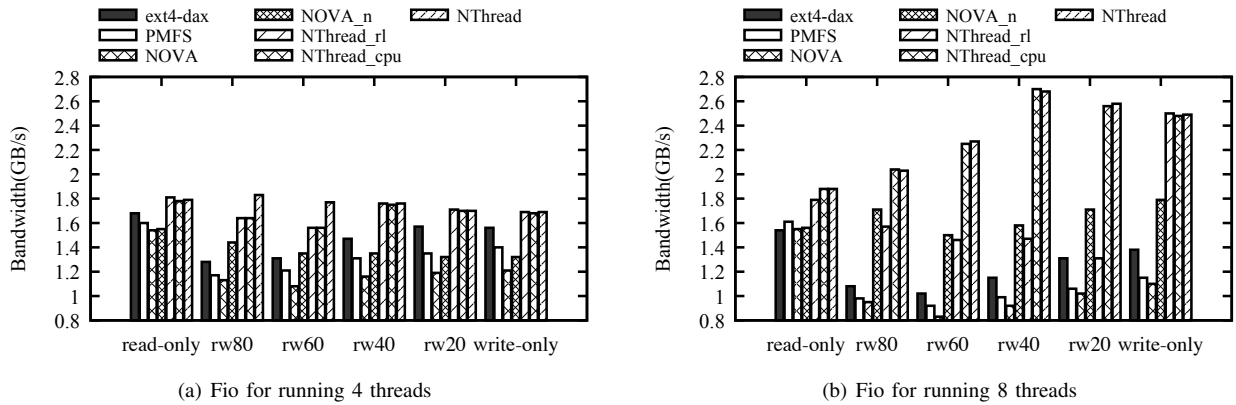 ext4-dax
PMFS
NOVA
NOVA_n
NThread_rl
NThread_cpu
NThread
Bandwidth(GB/s)
2.8
2.6
2.4
2.2
2
1.8
1.6
1.4
1.2
1
0.8
read-only rw80 rw60 rw40 rw20 write-only
(a) Fio for running 4 threads
ext4-dax
PMFS
NOVA
NOVA_n
NThread_rl
NThread_cpu
NThread
Bandwidth(GB/s)
2.8
2.6
2.4
2.2
2
1.8
1.6
1.4
1.2
1
0.8
read-only rw80 rw60 rw40 rw20 write-only
(b) Fio for running 8 threads